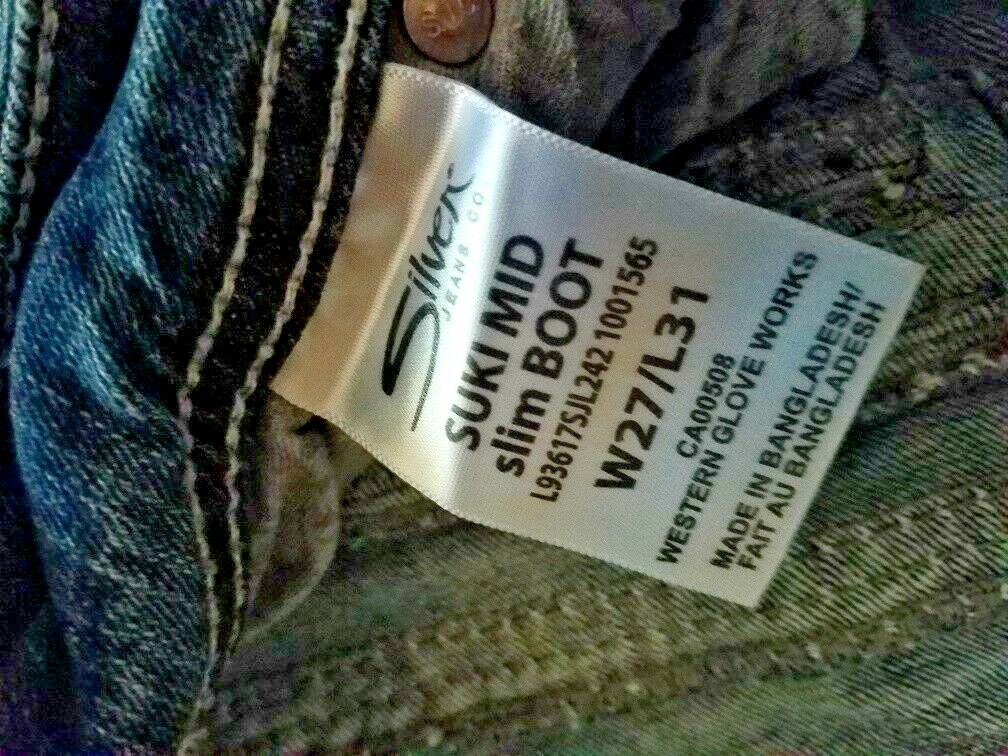 Silver
JEANS CO
SUKI MID
slim BOOT
L93617SJL242 1001565
W27/L31
CA00508
WESTERN GLOVE WORKS
MADE IN BANGLADESH/
FAIT AU BANGLADESH